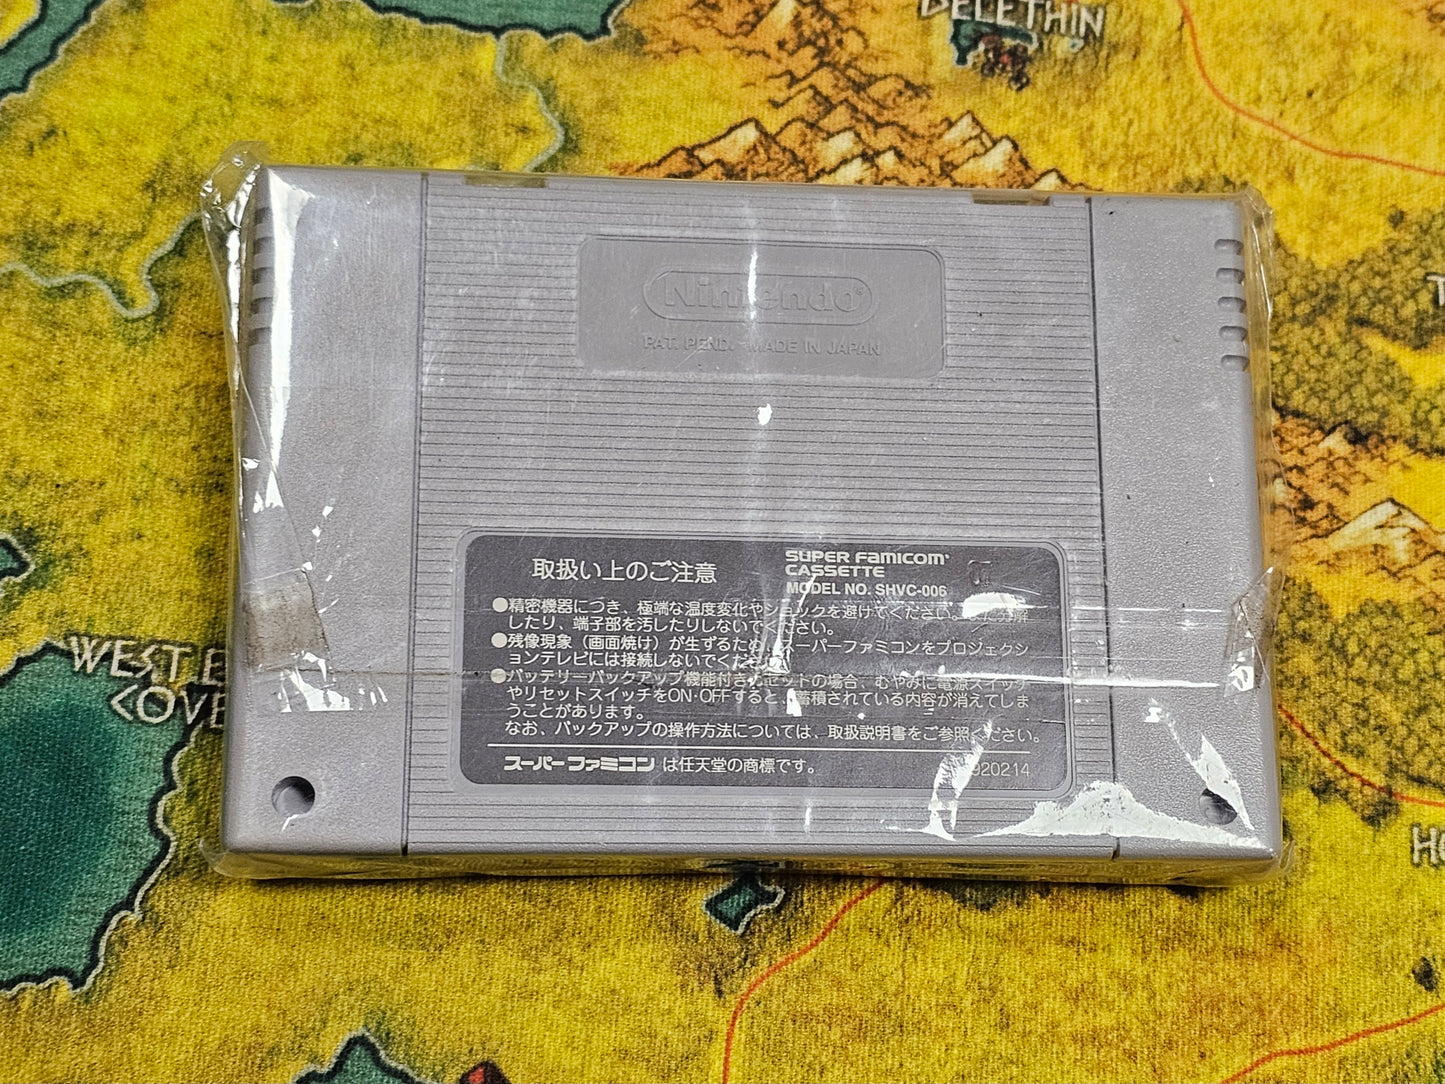 DELETHIN
Nintendo®
PAT. PEND. MADE IN JAPAN
取扱い上のご注意
SUPER FAMICOM
CASSETTE
MODEL NO. SHVC-006
●精密機器につき、極端な温度変化やショックを避けてください。また分解
したり、端子部を汚したりしないでください。
●残像現象（画面焼け）が生ずるため、スーパーファミコンをプロジェクシ
ョンテレビには接続しないでください。
●バッテリーバックアップ機能付きカセットの場合、むやみに電源スイッチ
やリセットスイッチをON·OFFすると、蓄積されている内容が消えてしま
うことがあります。
なお、バックアップの操作方法については、取扱説明書をご参照ください。
スーパーファミコン は任天堂の商標です。
920214
WEST
<OVE